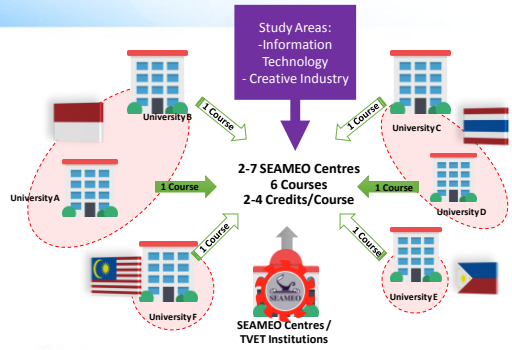 Study Areas:
-Information
Technology
- Creative Industry
University B
1 Course
1 Course
University C
University A
1 Course
2-7 SEAMEO Centres
6 Courses
2-4 Credits/Course
1 Course
University D
University F
1 Course
SEAMEO
1 Course
University E
SEAMEO Centres /
TVET Institutions